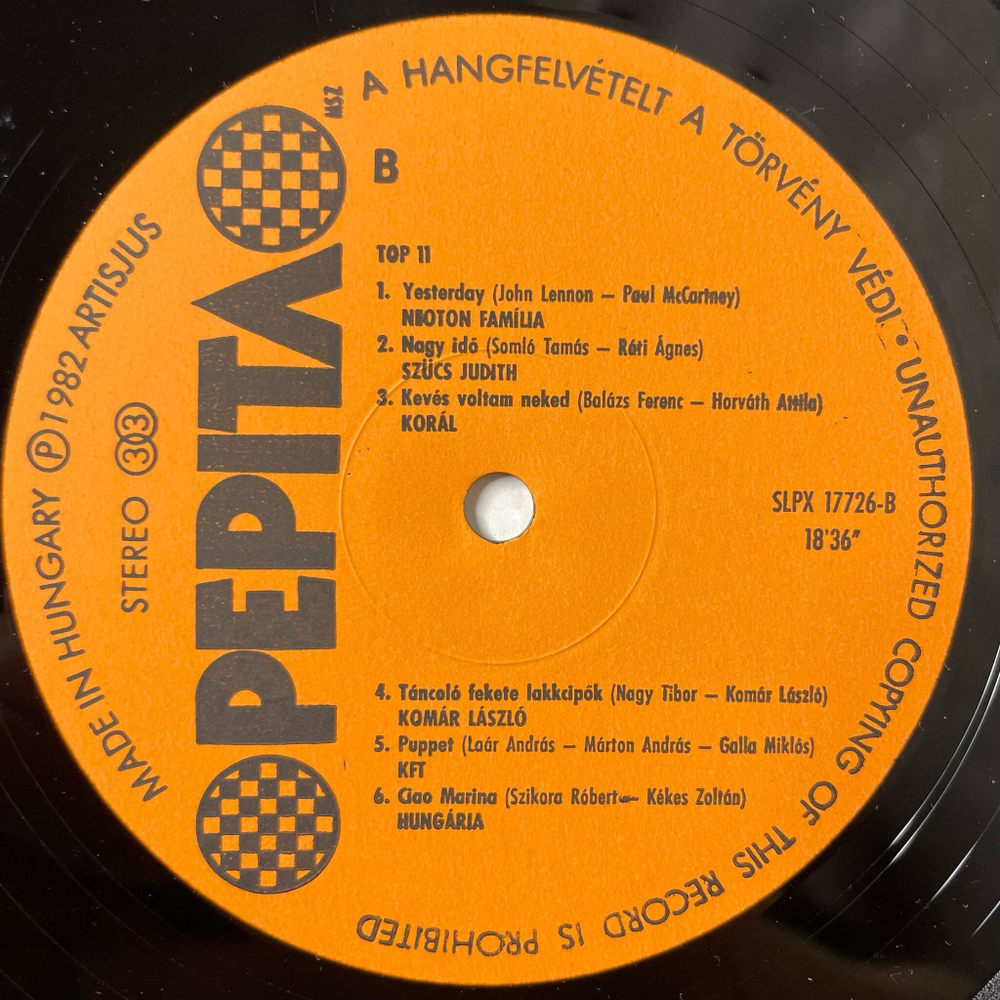 A HANGFELVÉTELT A TÖRVÉNY VÉDI. • UNAUTHORIZED COPYING OF THIS RECORD IS PROHIBITED
MADE IN HUNGARY Ⓟ 1982 ARTISJUS
STEREO 33
PEPITA
MSZ
B
TOP 11
1. Yesterday (John Lennon – Paul McCartney)
NEOTON FAMÍLIA
2. Nagy idő (Somló Tamás – Ráti Ágnes)
SZÜCS JUDITH
3. Kevés voltam neked (Balázs Ferenc – Horváth Attila)
KORÁL
SLPX 17726-B
18'36"
4. Táncoló fekete lakkcipők (Nagy Tibor – Komár László)
KOMÁR LÁSZLÓ
5. Puppet (Laár András – Márton András – Galla Miklós)
KFT
6. Ciao Marina (Szikora Róbert – Kékes Zoltán)
HUNGÁRIA